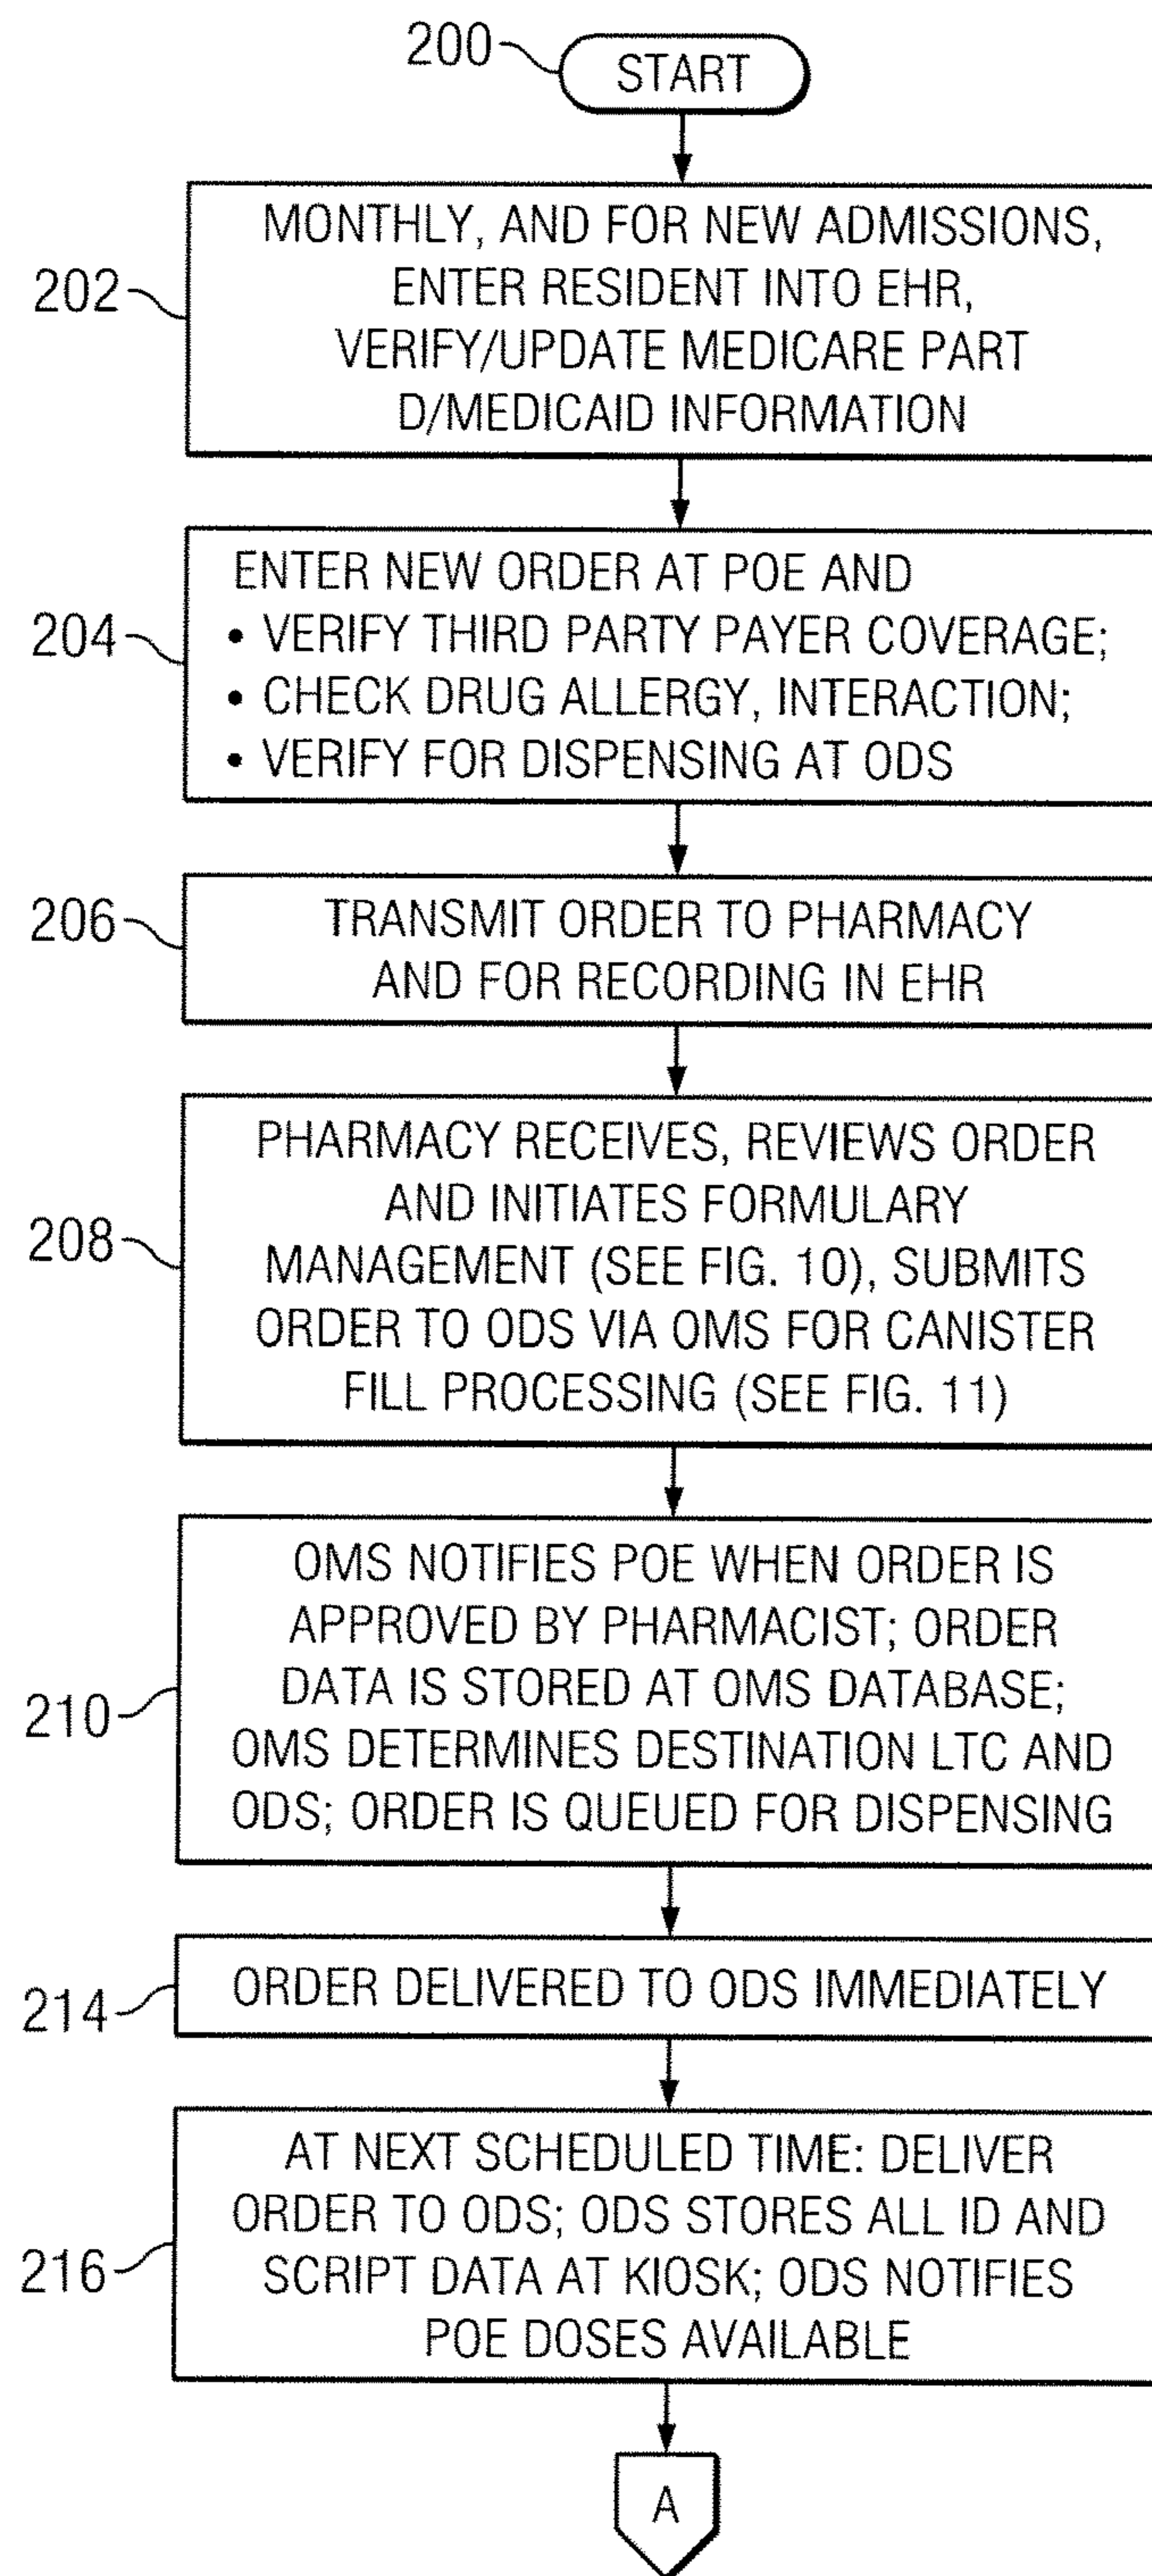 200
START
202
MONTHLY, AND FOR NEW ADMISSIONS,
ENTER RESIDENT INTO EHR,
VERIFY/UPDATE MEDICARE PART
D/MEDICAID INFORMATION
204
ENTER NEW ORDER AT POE AND
• VERIFY THIRD PARTY PAYER COVERAGE;
• CHECK DRUG ALLERGY, INTERACTION;
• VERIFY FOR DISPENSING AT ODS
206
TRANSMIT ORDER TO PHARMACY
AND FOR RECORDING IN EHR
208
PHARMACY RECEIVES, REVIEWS ORDER
AND INITIATES FORMULARY
MANAGEMENT (SEE FIG. 10), SUBMITS
ORDER TO ODS VIA OMS FOR CANISTER
FILL PROCESSING (SEE FIG. 11)
210
OMS NOTIFIES POE WHEN ORDER IS
APPROVED BY PHARMACIST; ORDER
DATA IS STORED AT OMS DATABASE;
OMS DETERMINES DESTINATION LTC AND
ODS; ORDER IS QUEUED FOR DISPENSING
214
ORDER DELIVERED TO ODS IMMEDIATELY
216
AT NEXT SCHEDULED TIME: DELIVER
ORDER TO ODS; ODS STORES ALL ID AND
SCRIPT DATA AT KIOSK; ODS NOTIFIES
POE DOSES AVAILABLE
A